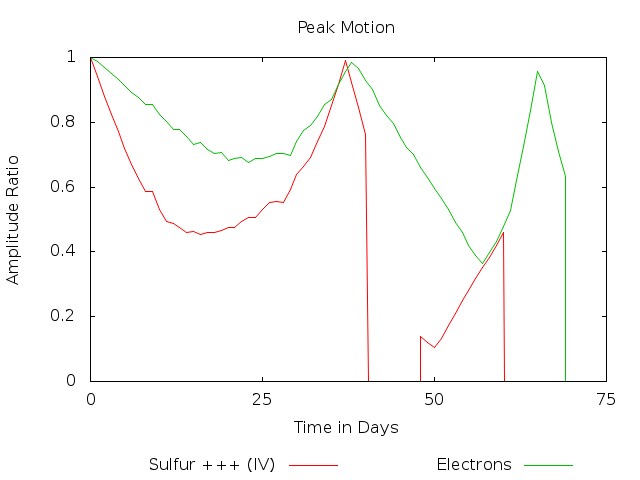 Peak Motion
1
0.8
0.6
0.4
0.2
0
Amplitude Ratio
0 25 50 75
Time in Days
Sulfur +++ (IV) Electrons